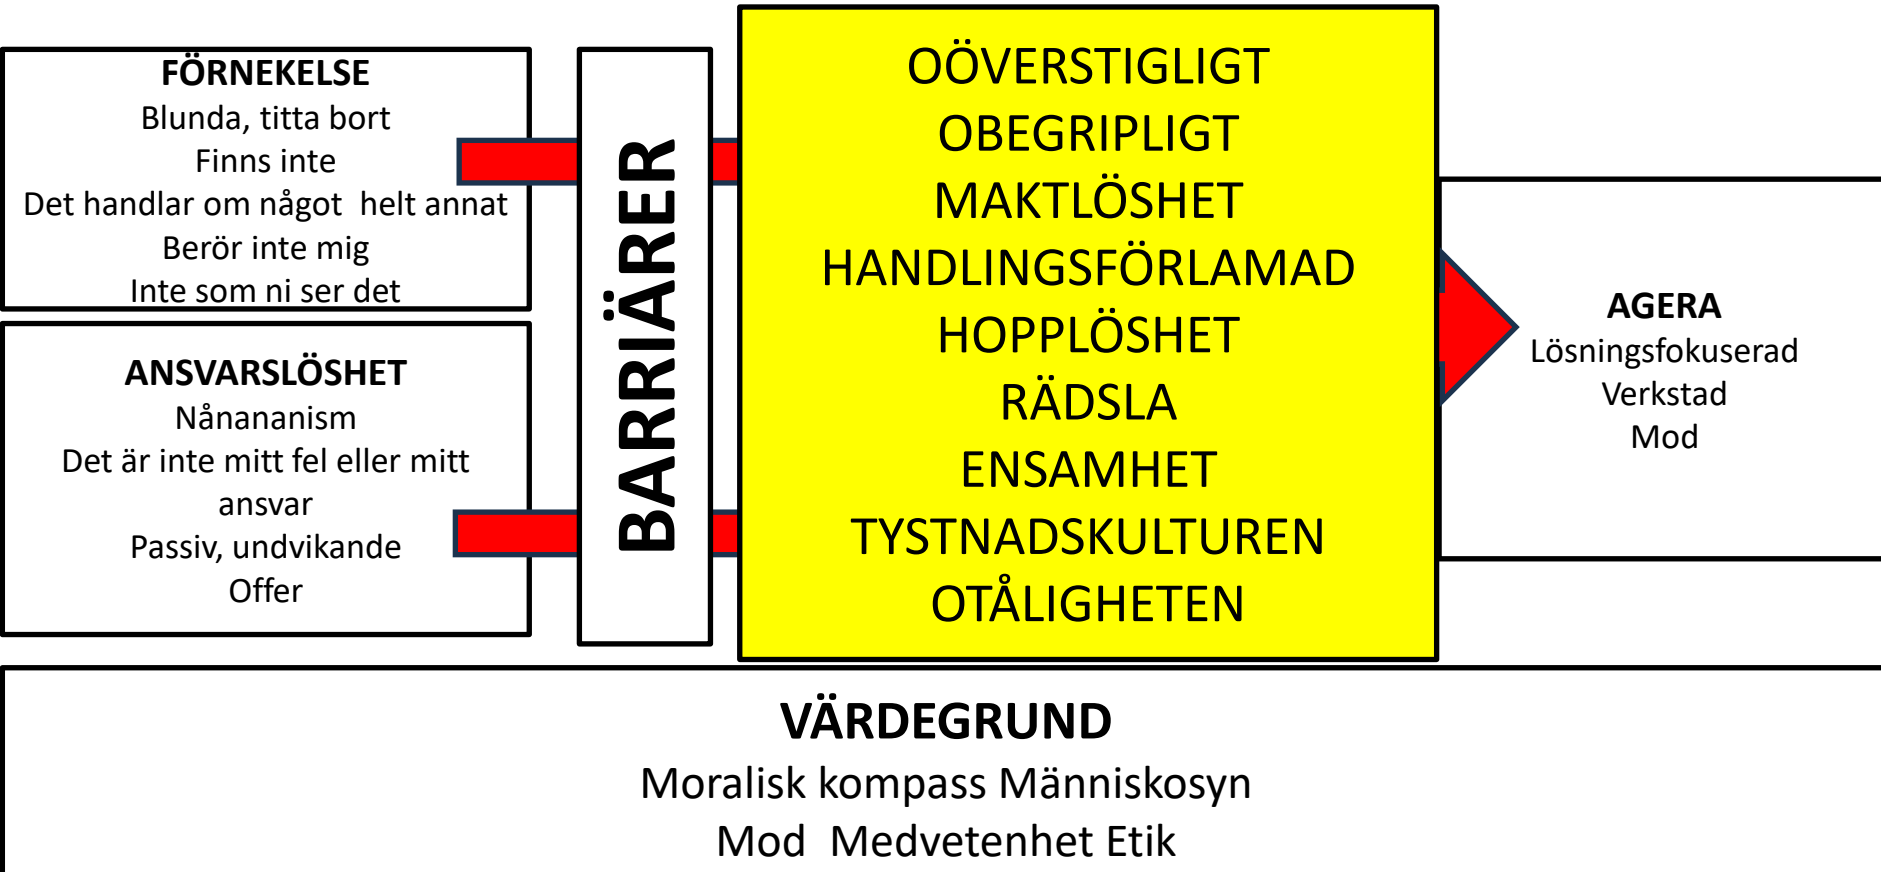 FÖRNEKELSE
Blunda, titta bort
Finns inte
Det handlar om något  helt annat
Berör inte mig
Inte som ni ser det
ANSVARSLÖSHET
Nånananism
Det är inte mitt fel eller mitt
ansvar
Passiv, undvikande
Offer
BARRIÄRER
OÖVERSTIGLIGT
OBEGRIPLIGT
MAKTLÖSHET
HANDLINGSFÖRLAMAD
HOPPLÖSHET
RÄDSLA
ENSAMHET
TYSTNADSKULTUREN
OTÅLIGHETEN
AGERA
Lösningsfokuserad
Verkstad
Mod
VÄRDEGRUND
Moralisk kompass Människosyn
Mod  Medvetenhet Etik